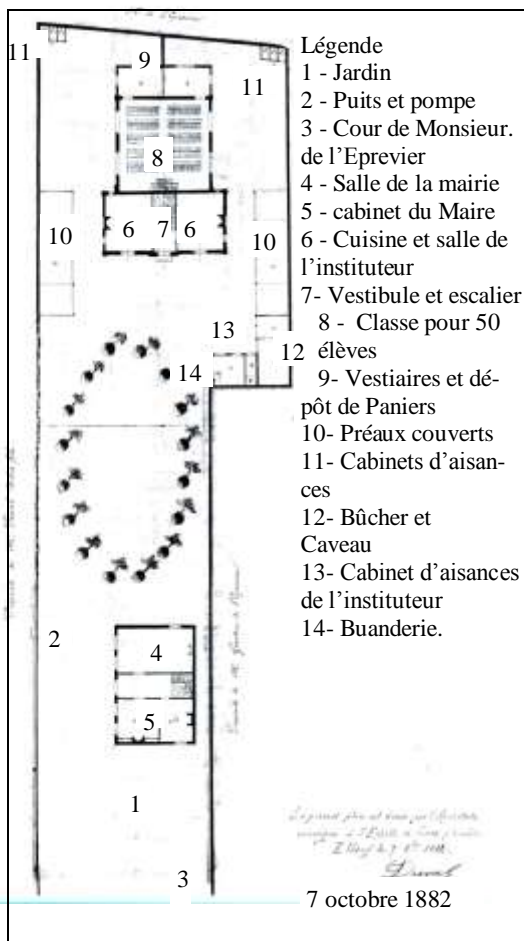 11
9
11
8
10
6
7
6
10
13
12
14
2
4
5
1
3
Légende
1 - Jardin
2 - Puits et pompe
3 - Cour de Monsieur.
de l'Eprevier
4 - Salle de la mairie
5 - cabinet du Maire
6 - Cuisine et salle de
l'instituteur
7- Vestibule et escalier
8 - Classe pour 50
élèves
9- Vestiaires et dé-
pôt de Paniers
10- Préaux couverts
11- Cabinets d'aisan-
ces
12- Bûcher et
Caveau
13- Cabinet d'aisances
de l'instituteur
14- Buanderie.
7 octobre 1882